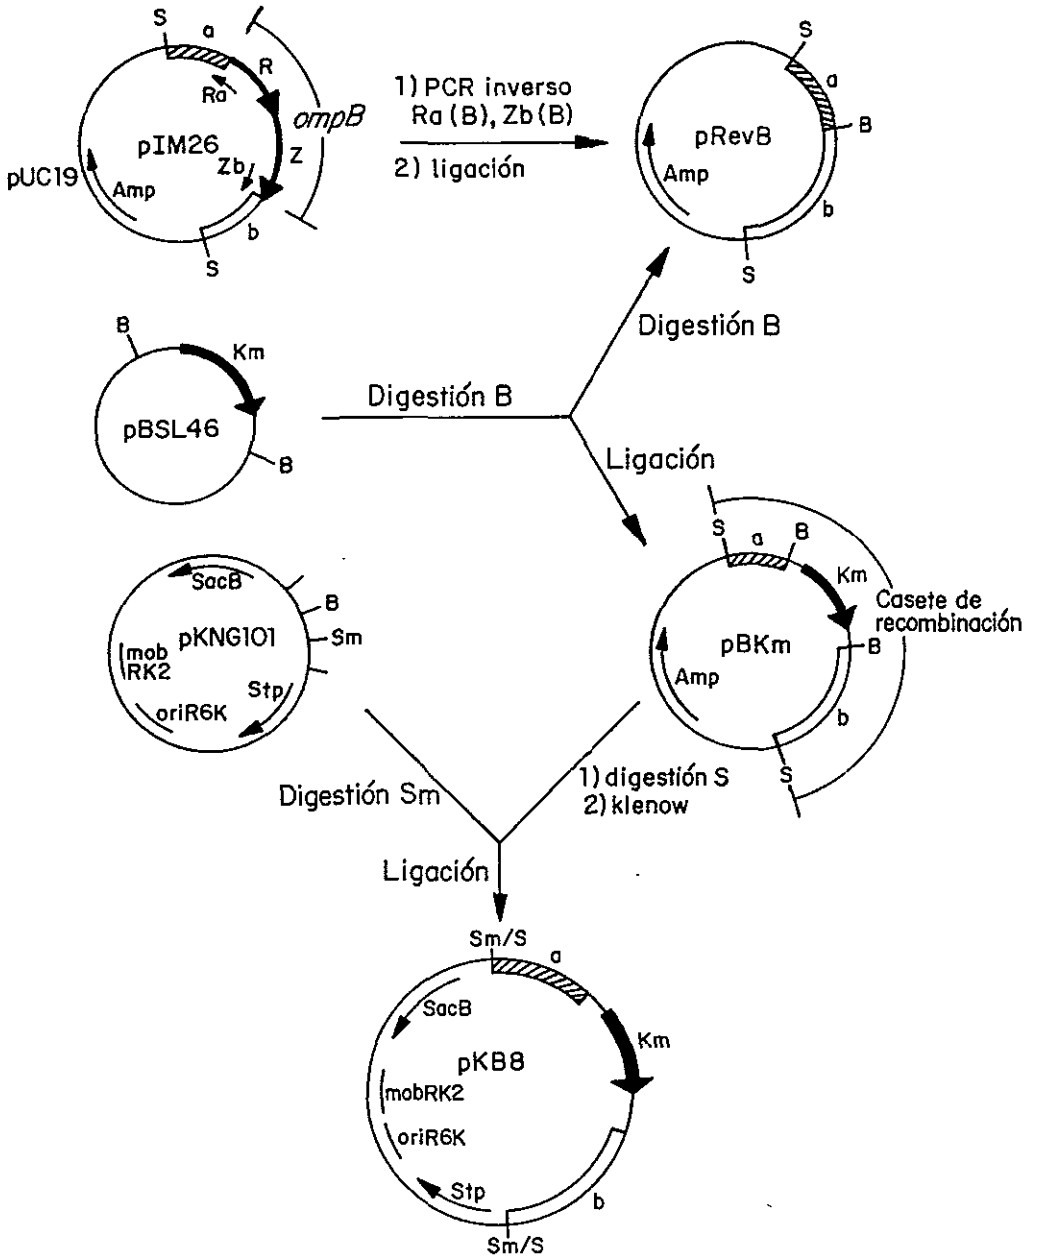 S
a
R
Ra
ompB
pIM26
Z
Zb
pUC19
Amp
b
S
1) PCR inverso
Ra (B), Zb (B)
2) ligación
S
a
B
pRevB
Amp
b
S
B
Km
pBSL46
B
Digestión B
Digestión B
Ligación
SacB
B
Sm
pKNG101
mob
RK2
Stp
oriR6K
S
a
B
Km
Casete de
recombinación
pBKm
B
Amp
b
S
Digestión Sm
1) digestión S
2) klenow
Ligación
Sm/S
a
SacB
Km
pKB8
mobRK2
oriR6K
Stp
b
Sm/S